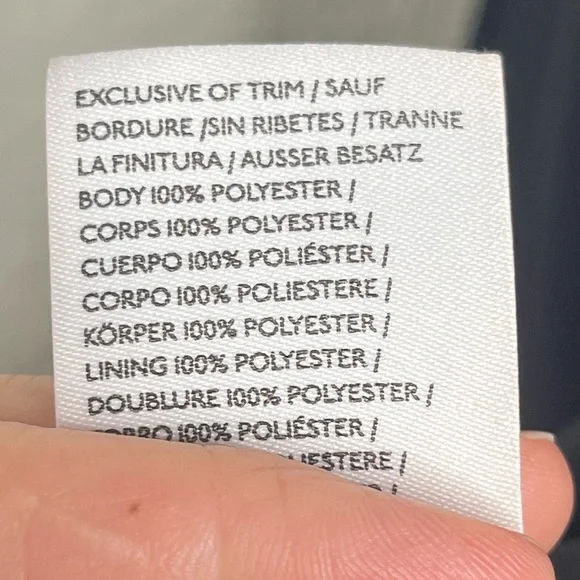 EXCLUSIVE OF TRIM / SAUF
BORDURE /SIN RIBETES / TRANNE
LA FINITURA / AUSSER BESATZ
BODY 100% POLYESTER /
CORPS 100% POLYESTER /
CUERPO 100% POLIÉSTER /
CORPO 100% POLIESTERE /
KÖRPER 100% POLYESTER /
LINING 100% POLYESTER /
DOUBLURE 100% POLYESTER /
100% POLIÉSTER /
/
/